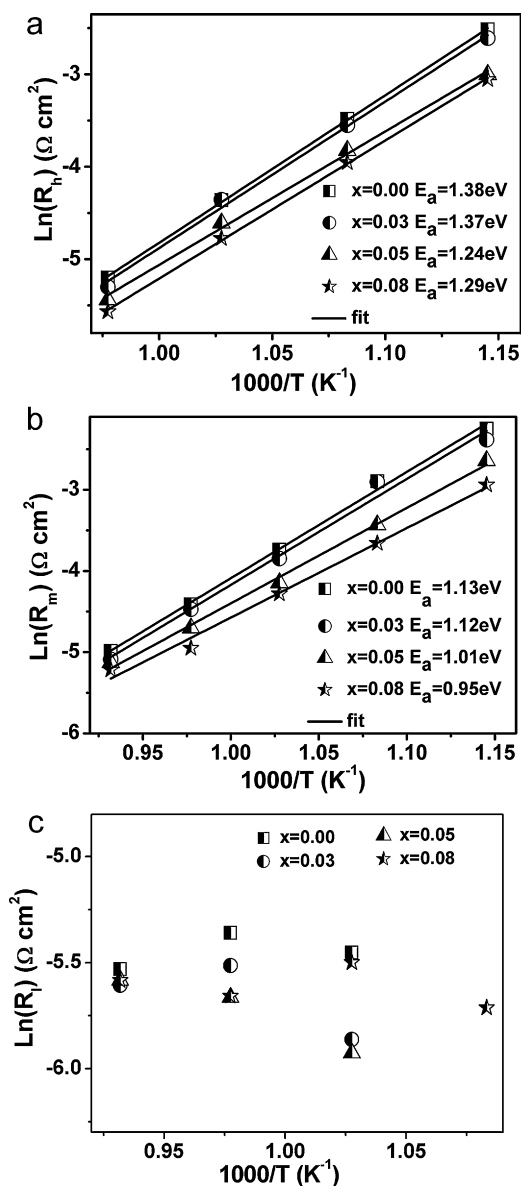 a
Ln(R_h) (Ω cm²)
-3
-4
-5
x=0.00 E_a=1.38eV
x=0.03 E_a=1.37eV
x=0.05 E_a=1.24eV
x=0.08 E_a=1.29eV
fit
1.00 1.05 1.10 1.15
1000/T (K⁻¹)
b
Ln(R_m) (Ω cm²)
-3
-4
-5
-6
x=0.00 E_a=1.13eV
x=0.03 E_a=1.12eV
x=0.05 E_a=1.01eV
x=0.08 E_a=0.95eV
fit
0.95 1.00 1.05 1.10 1.15
1000/T (K⁻¹)
c
Ln(R_l) (Ω cm²)
x=0.00 x=0.05
x=0.03 x=0.08
-5.0
-5.5
-6.0
0.95 1.00 1.05
1000/T (K⁻¹)